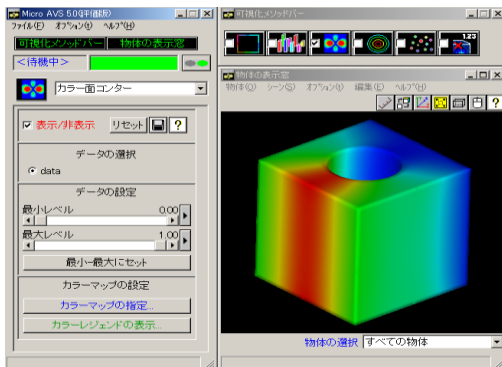 Micro AVS 5.0(評価版)
ファイル(F) オプション(O) ヘルプ(H)
可視化メソッドバー 物体の表示窓
<待機中>
カラー面コンター
表示/非表示 リセット ?
データの選択
data
データの設定
最小レベル 0.00
最大レベル 1.00
最小-最大にセット
カラーマップの設定
カラーマップの指定...
カラーレジェンドの表示...
可視化メソッドバー
123
物体の表示窓
物体(O) シーン(S) オプション(O) 編集(E) ヘルプ(H)
?
物体の選択 すべての物体